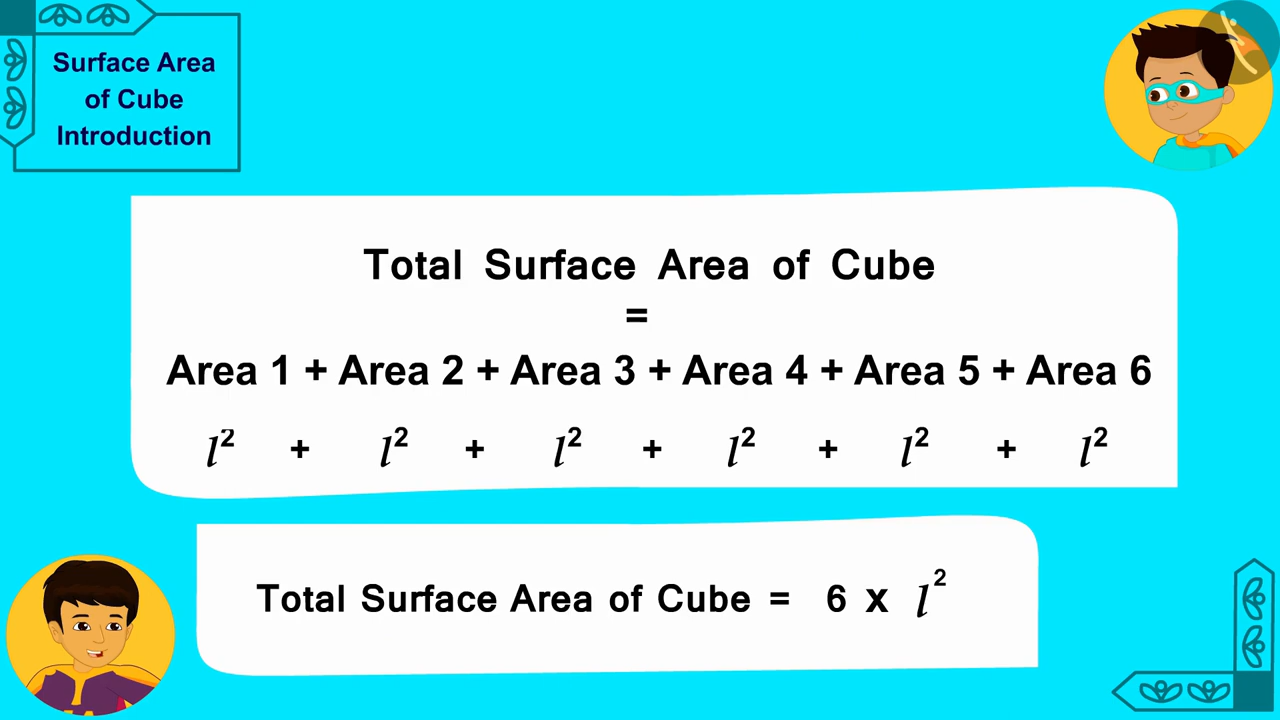 Surface Area
of Cube
Introduction
Total Surface Area of Cube
=
Area 1 + Area 2 + Area 3 + Area 4 + Area 5 + Area 6
l² + l² + l² + l² + l² + l²
Total Surface Area of Cube = 6 x l²